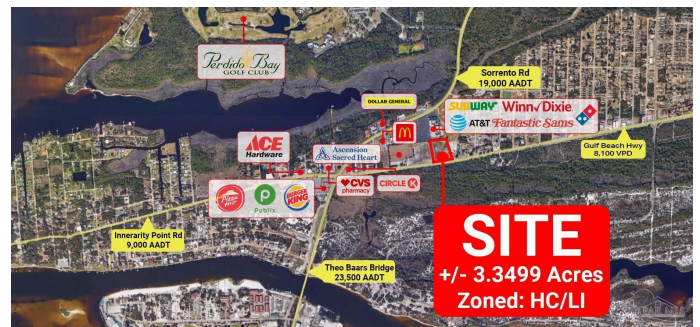 Perdido Bay
GOLF CLUB
Sorrento Rd
19,000 AADT
DOLLAR GENERAL
SUBWAY Winn Dixie
AT&T Fantastic Sams
ACE
Hardware
Ascension
Sacred Heart
Gulf Beach Hwy
8,100 VPD
Pizza Hut
Publix
BURGER KING
CVS
pharmacy
CIRCLE K
Innerarity Point Rd
9,000 AADT
Theo Baars Bridge
23,500 AADT
SITE
+/- 3.3499 Acres
Zoned: HC/LI